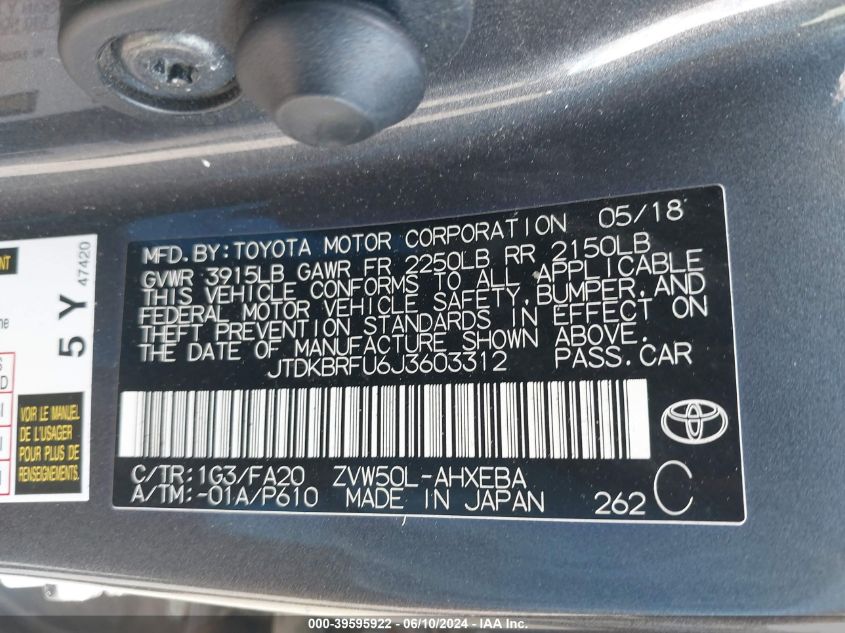 MFD. BY: TOYOTA MOTOR CORPORATION 05/18
GVWR 3915LB GAWR FR 2250LB RR 2150LB
THIS VEHICLE CONFORMS TO ALL APPLICABLE
FEDERAL MOTOR VEHICLE SAFETY, BUMPER, AND
THEFT PREVENTION STANDARDS IN EFFECT ON
THE DATE OF MANUFACTURE SHOWN ABOVE.
JTDKBRFU6J3603312 PASS. CAR
C/TR: 1G3/FA20 ZVW50L-AHXEBA
A/TM: -01A/P610 MADE IN JAPAN 262 C
5 Y 47420
VOIR LE MANUEL
DE L'USAGER
POUR PLUS DE
RENSEIGNEMENTS
000-39595922 - 06/10/2024 - IAA Inc.